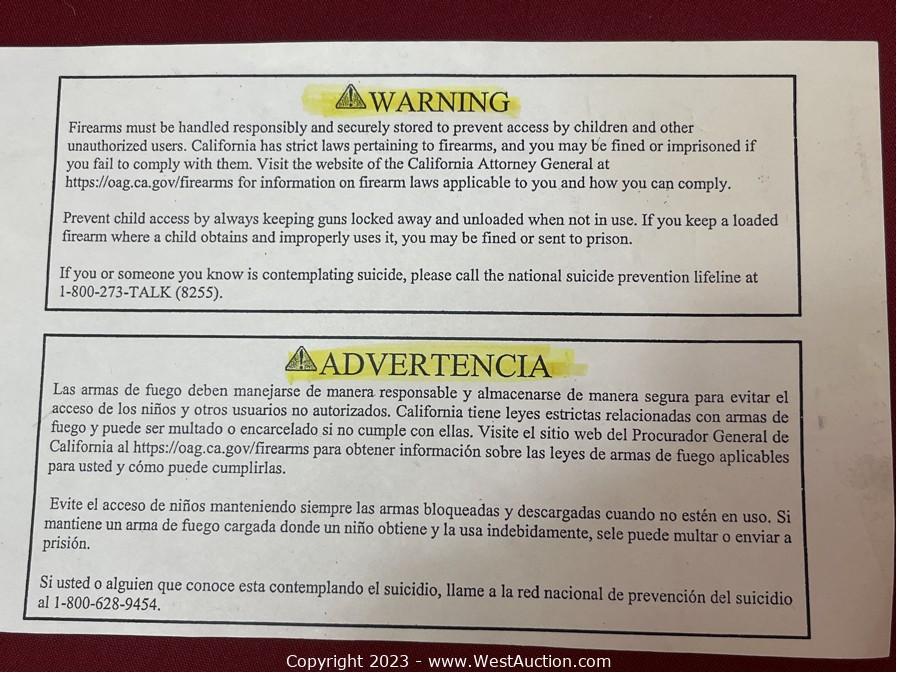 WARNING
Firearms must be handled responsibly and securely stored to prevent access by children and other
unauthorized users. California has strict laws pertaining to firearms, and you may be fined or imprisoned if
you fail to comply with them. Visit the website of the California Attorney General at
https://oag.ca.gov/firearms for information on firearm laws applicable to you and how you can comply.
Prevent child access by always keeping guns locked away and unloaded when not in use. If you keep a loaded
firearm where a child obtains and improperly uses it, you may be fined or sent to prison.
If you or someone you know is contemplating suicide, please call the national suicide prevention lifeline at
1-800-273-TALK (8255).
ADVERTENCIA
Las armas de fuego deben manejarse de manera responsable y almacenarse de manera segura para evitar el
acceso de los niños y otros usuarios no autorizados. California tiene leyes estrictas relacionadas con armas de
fuego y puede ser multado o encarcelado si no cumple con ellas. Visite el sitio web del Procurador General de
California al https://oag.ca.gov/firearms para obtener información sobre las leyes de armas de fuego aplicables
para usted y cómo puede cumplirlas.
Evite el acceso de niños manteniendo siempre las armas bloqueadas y descargadas cuando no estén en uso. Si
mantiene un arma de fuego cargada donde un niño obtiene y la usa indebidamente, sele puede multar o enviar a
prisión.
Si usted o alguien que conoce esta contemplando el suicidio, llame a la red nacional de prevención del suicidio
al 1-800-628-9454.
Copyright 2023 - www.WestAuction.com